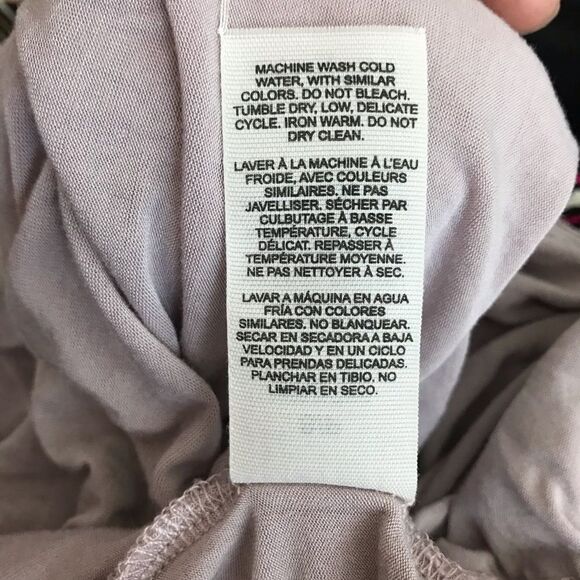 MACHINE WASH COLD
WATER, WITH SIMILAR
COLORS. DO NOT BLEACH.
TUMBLE DRY, LOW, DELICATE
CYCLE. IRON WARM. DO NOT
DRY CLEAN.
LAVER À LA MACHINE À L'EAU
FROIDE, AVEC COULEURS
SIMILAIRES. NE PAS
JAVELLISER. SÉCHER PAR
CULBUTAGE À BASSE
TEMPÉRATURE, CYCLE
DÉLICAT. REPASSER À
TEMPÉRATURE MOYENNE.
NE PAS NETTOYER À SEC.
LAVAR A MÁQUINA EN AGUA
FRÍA CON COLORES
SIMILARES. NO BLANQUEAR.
SECAR EN SECADORA A BAJA
VELOCIDAD Y EN UN CICLO
PARA PRENDAS DELICADAS.
PLANCHAR EN TIBIO. NO
LIMPIAR EN SECO.